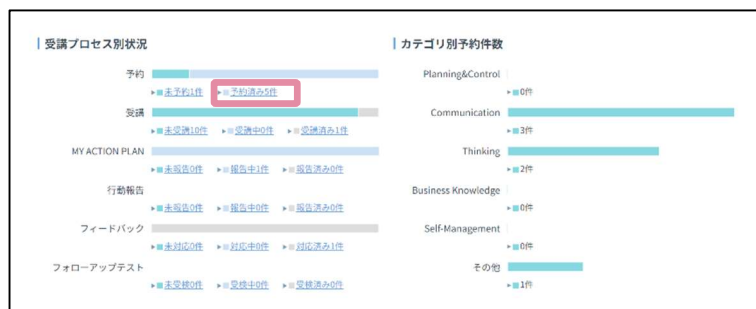 受講プロセス別状況
予約
未予約1件 予約済み5件
受講
未受講10件 受講中0件 受講済み1件
MY ACTION PLAN
未報告0件 報告中1件 報告済み0件
行動報告
未報告0件 報告中0件 報告済み0件
フィードバック
未対応0件 対応中0件 対応済み1件
フォローアップテスト
未受検0件 受検中0件 受検済み0件
カテゴリ別予約件数
Planning&Control
0件
Communication
3件
Thinking
2件
Business Knowledge
0件
Self-Management
0件
その他
1件